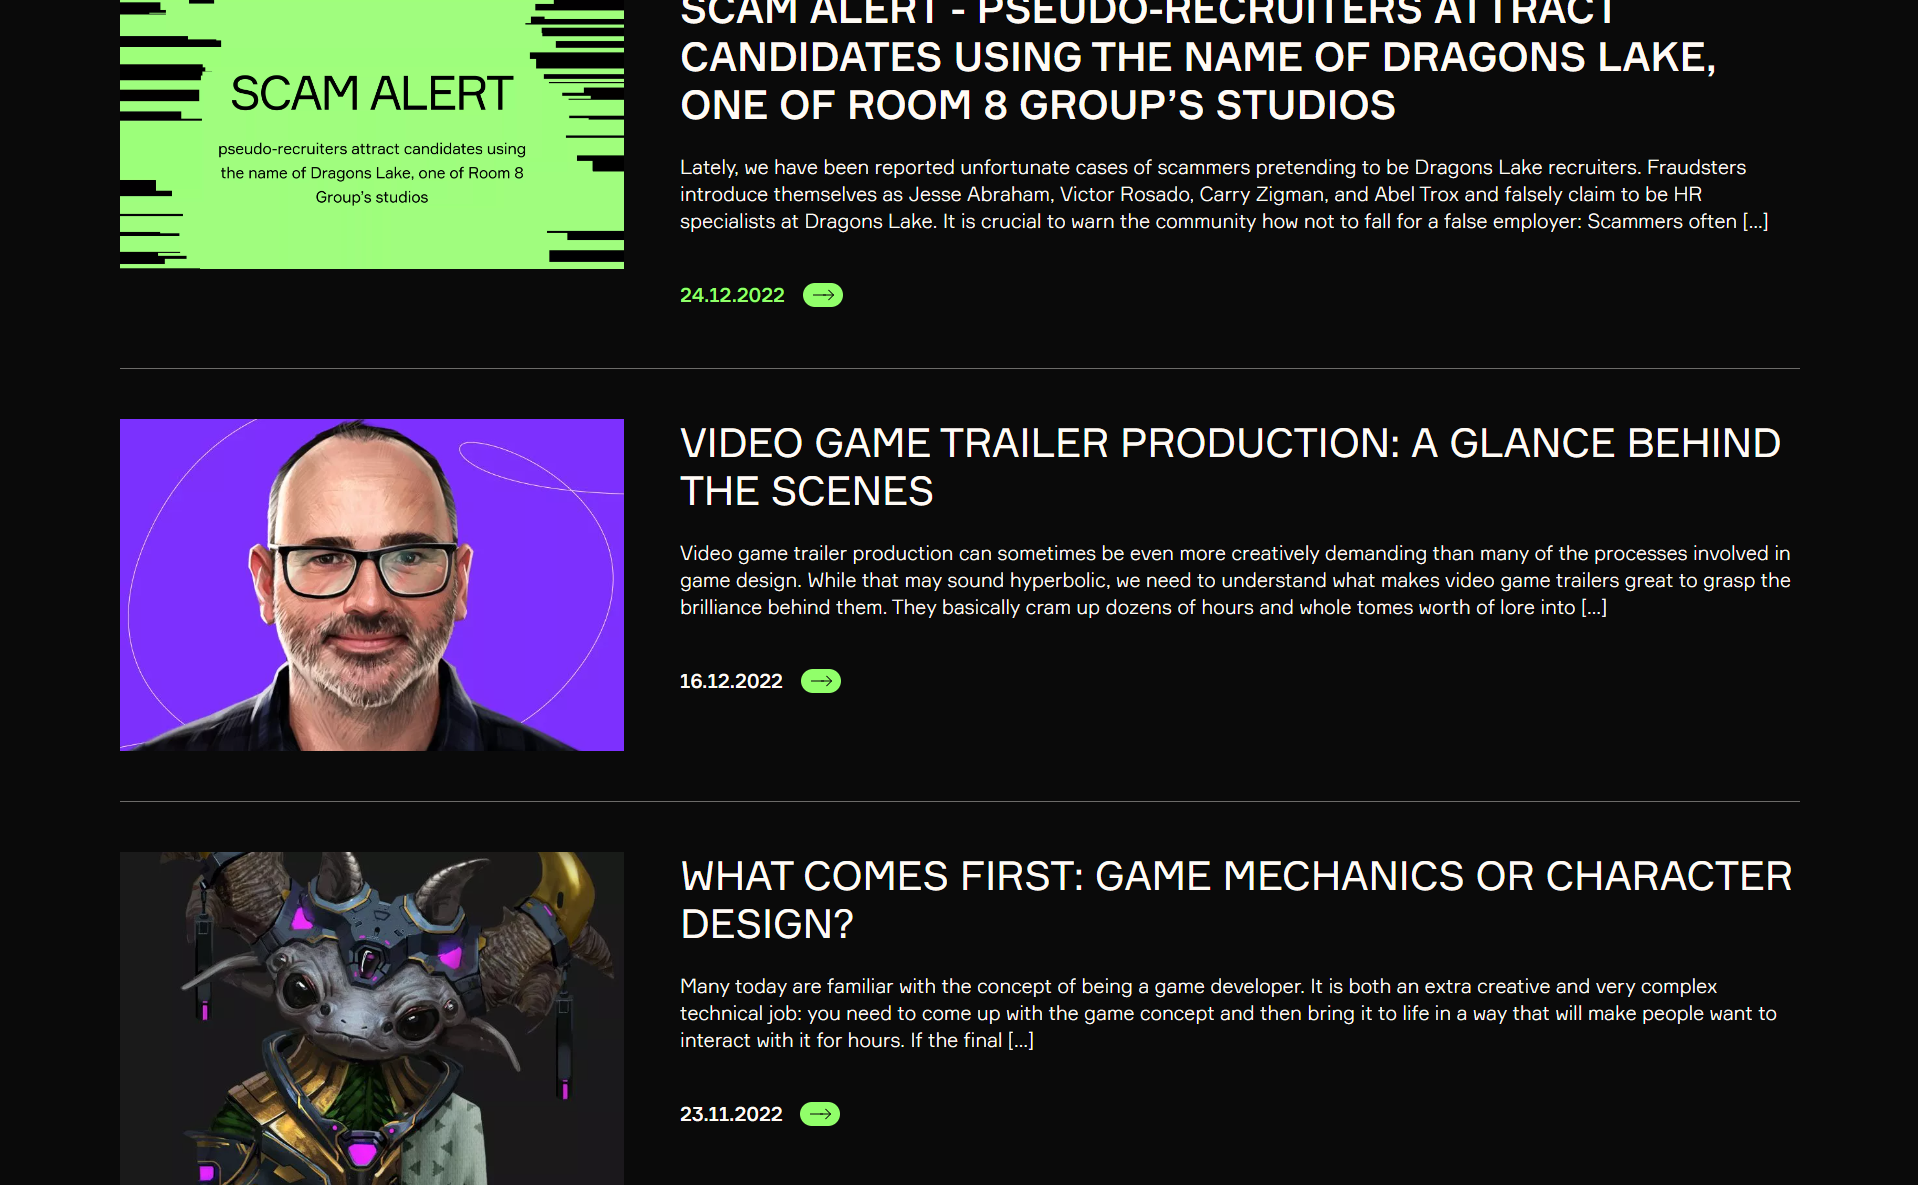 SCAM ALERT
pseudo-recruiters attract candidates using
the name of Dragons Lake, one of Room 8
Group's studios
SCAM ALERT - PSEUDO-RECRUITERS ATTRACT
CANDIDATES USING THE NAME OF DRAGONS LAKE,
ONE OF ROOM 8 GROUP'S STUDIOS
Lately, we have been reported unfortunate cases of scammers pretending to be Dragons Lake recruiters. Fraudsters
introduce themselves as Jesse Abraham, Victor Rosado, Carry Zigman, and Abel Trox and falsely claim to be HR
specialists at Dragons Lake. It is crucial to warn the community how not to fall for a false employer: Scammers often [...]
24.12.2022
VIDEO GAME TRAILER PRODUCTION: A GLANCE BEHIND
THE SCENES
Video game trailer production can sometimes be even more creatively demanding than many of the processes involved in
game design. While that may sound hyperbolic, we need to understand what makes video game trailers great to grasp the
brilliance behind them. They basically cram up dozens of hours and whole tomes worth of lore into [...]
16.12.2022
WHAT COMES FIRST: GAME MECHANICS OR CHARACTER
DESIGN?
Many today are familiar with the concept of being a game developer. It is both an extra creative and very complex
technical job: you need to come up with the game concept and then bring it to life in a way that will make people want to
interact with it for hours. If the final [...]
23.11.2022